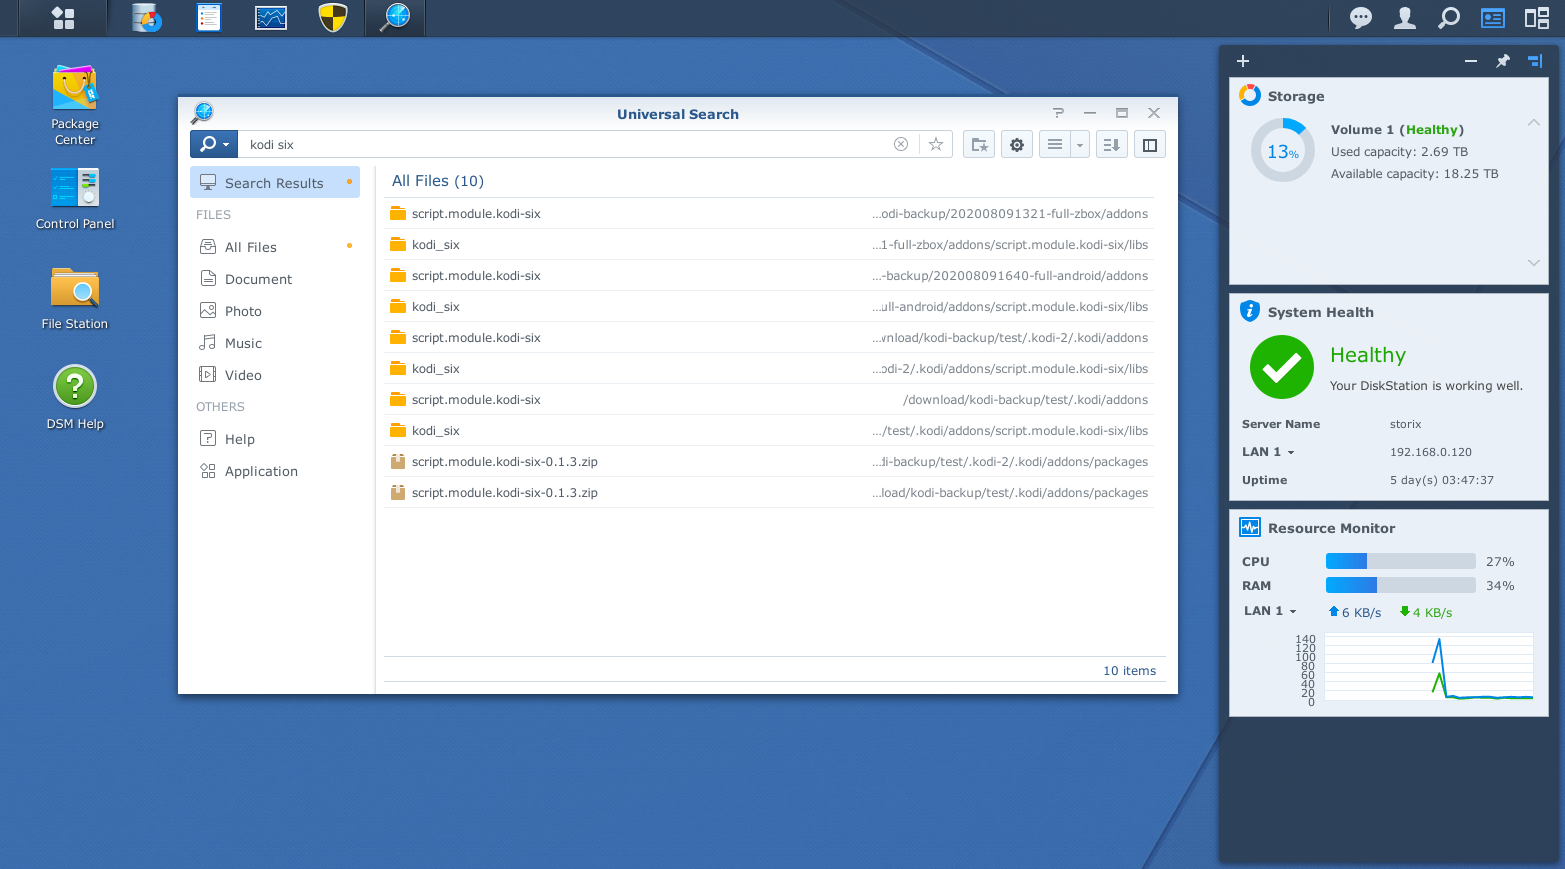 Package
Center
Control Panel
File Station
DSM Help
Universal Search
kodi six
Search Results
FILES
All Files
Document
Photo
Music
Video
OTHERS
Help
Application
All Files (10)
script.module.kodi-six ...odi-backup/202008091321-full-zbox/addons
kodi_six ...1-full-zbox/addons/script.module.kodi-six/libs
script.module.kodi-six ...-backup/202008091640-full-android/addons
kodi_six ...ull-android/addons/script.module.kodi-six/libs
script.module.kodi-six ...wnload/kodi-backup/test/.kodi-2/.kodi/addons
kodi_six ...odi-2/.kodi/addons/script.module.kodi-six/libs
script.module.kodi-six /download/kodi-backup/test/.kodi/addons
kodi_six .../test/.kodi/addons/script.module.kodi-six/libs
script.module.kodi-six-0.1.3.zip ...di-backup/test/.kodi-2/.kodi/addons/packages
script.module.kodi-six-0.1.3.zip ...load/kodi-backup/test/.kodi/addons/packages
10 items
Storage
13%
Volume 1 (Healthy)
Used capacity: 2.69 TB
Available capacity: 18.25 TB
System Health
Healthy
Your DiskStation is working well.
Server Name storix
LAN 1 192.168.0.120
Uptime 5 day(s) 03:47:37
Resource Monitor
CPU 27%
RAM 34%
LAN 1 6 KB/s 4 KB/s
140
120
100
80
60
40
20
0